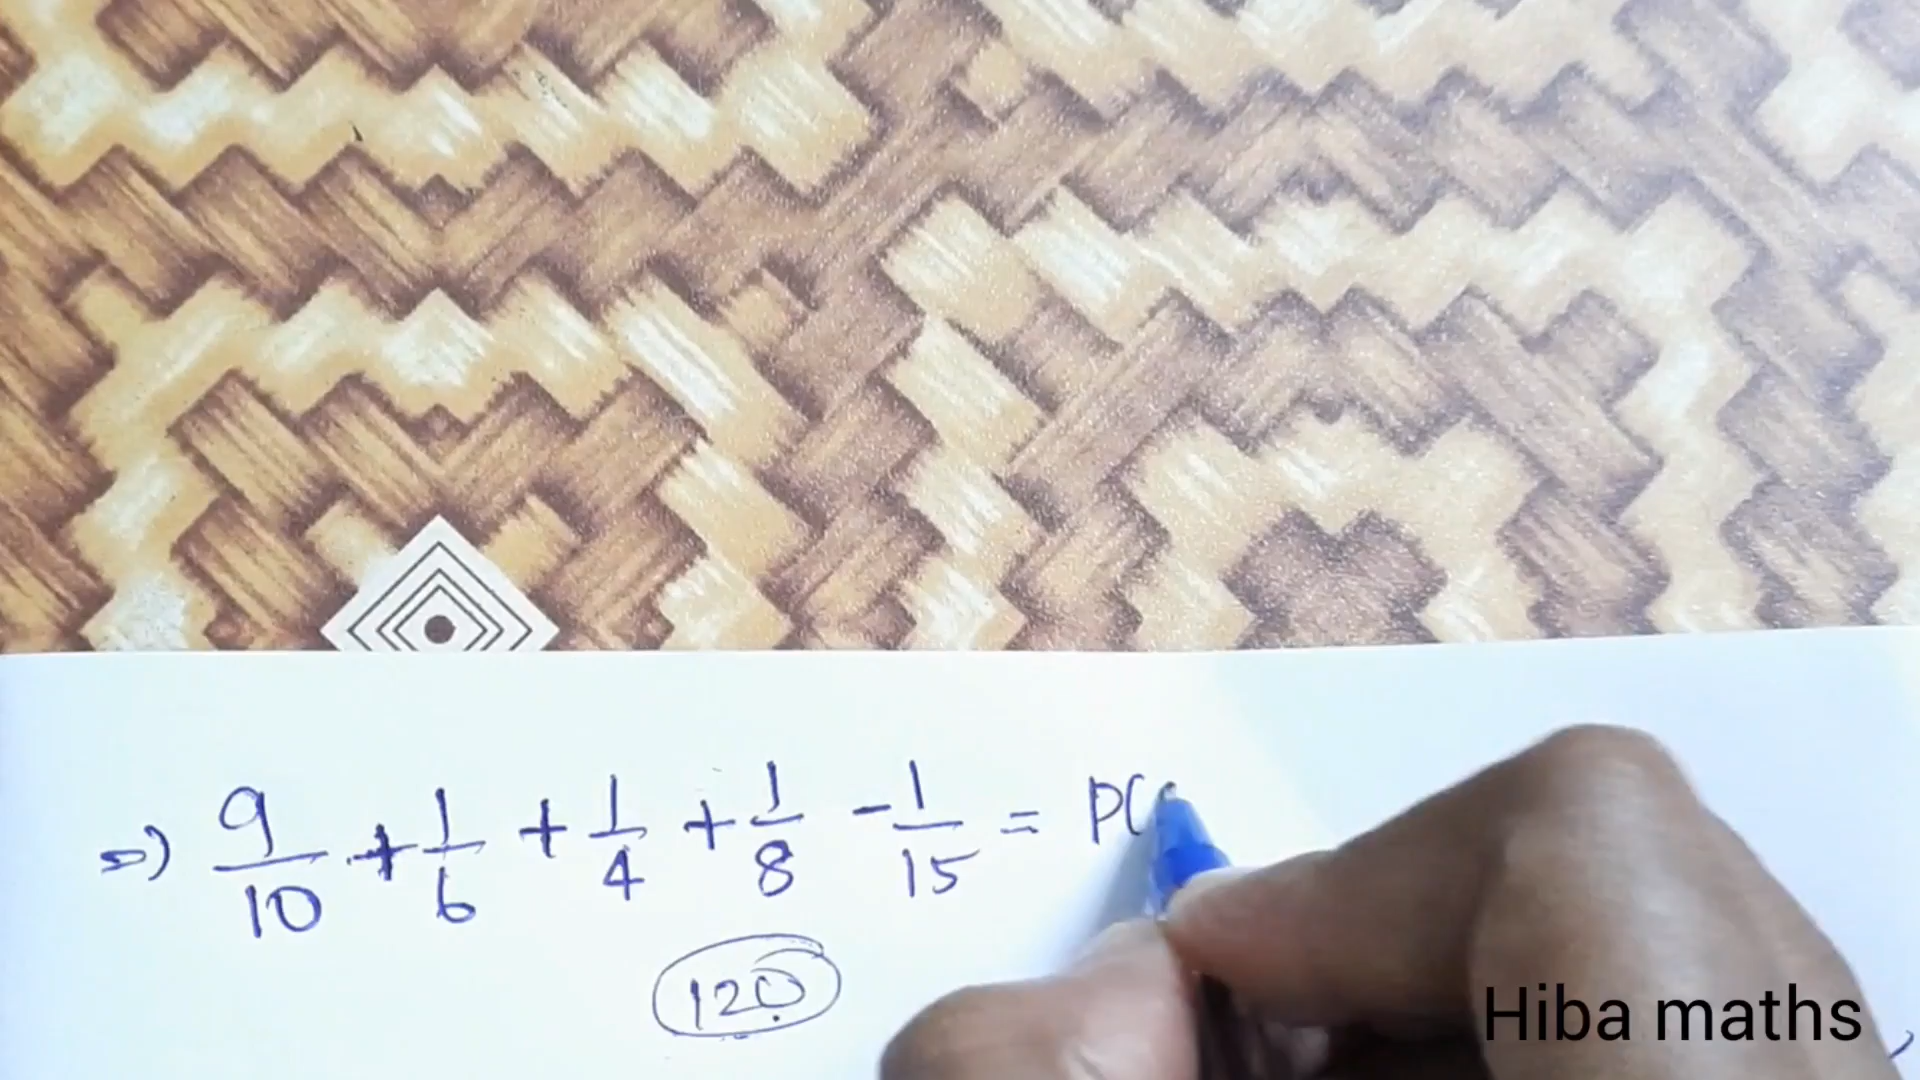 ⇒) 9/10 + 1/6 + 1/4 + 1/8 - 1/15 = P(
120
Hiba maths